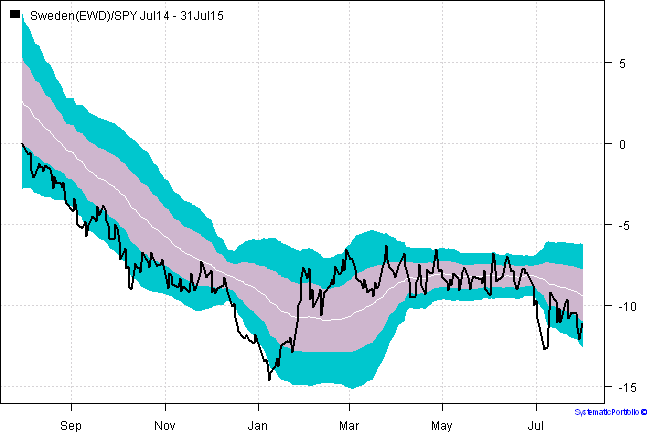 Sweden(EWD)/SPY Jul14 - 31Jul15
5
0
-5
-10
-15
Sep Nov Jan Mar May Jul
SystematicPortfolio ©